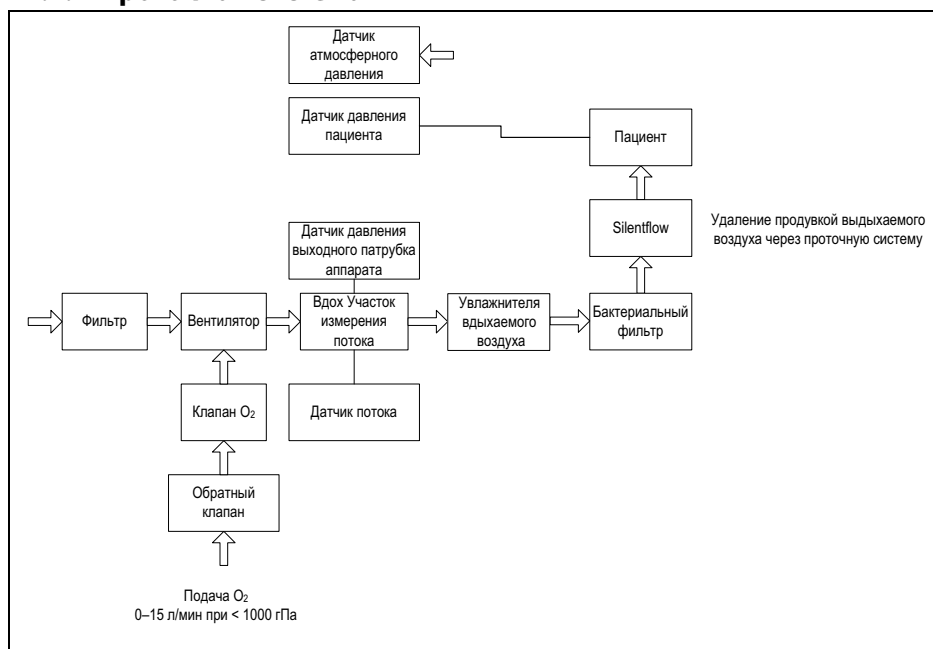 Датчик
атмосферного
давления
Датчик давления
пациента
Пациент
Silentflow
Удаление продувкой выдыхаемого
воздуха через проточную систему
Датчик давления
выходного патрубка
аппарата
Фильтр
Вентилятор
Вдох Участок
измерения
потока
Увлажнителя
вдыхаемого
воздуха
Бактериальный
фильтр
Клапан O₂
Датчик потока
Обратный
клапан
Подача O₂
0–15 л/мин при < 1000 гПа